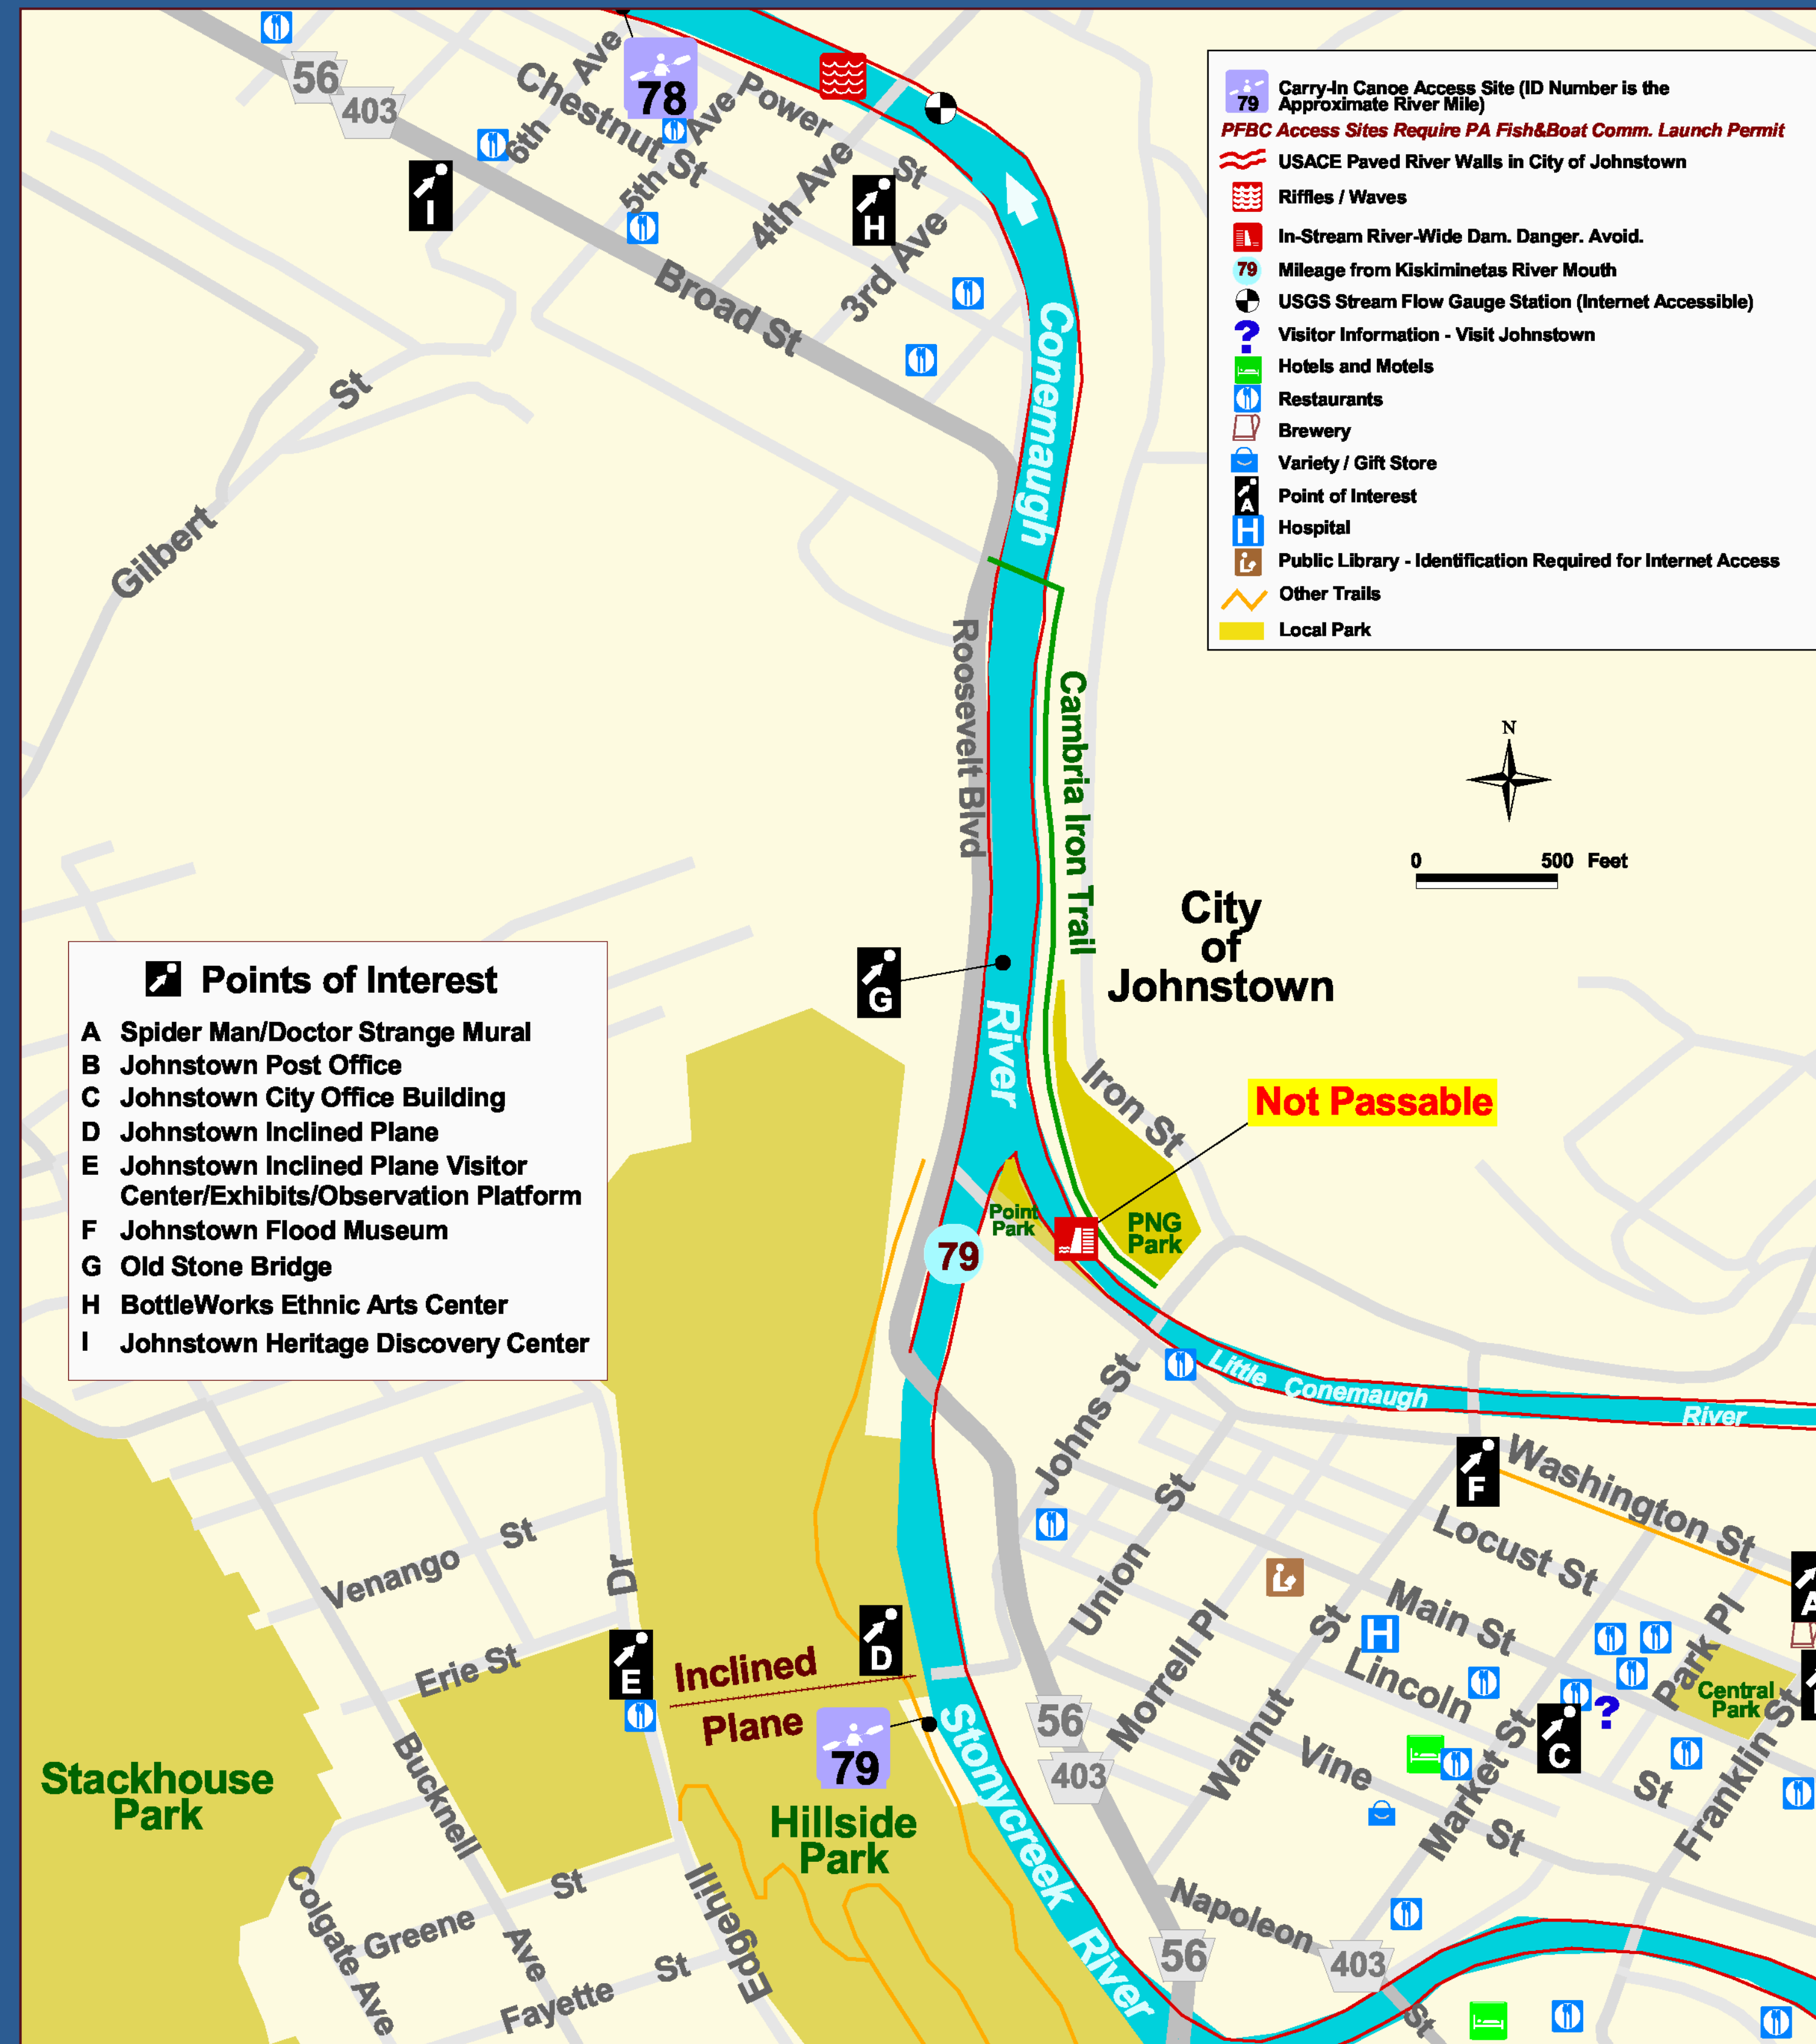 56
403
6th Ave
Chestnut St
78
5th Ave
Power St
4th Ave
H
3rd Ave
I
Broad St
Conemaugh
River
Gilbert St
Roosevelt Blvd
Cambria Iron Trail
79
Carry-In Canoe Access Site (ID Number is the
Approximate River Mile)
PFBC Access Sites Require PA Fish&Boat Comm. Launch Permit
USACE Paved River Walls in City of Johnstown
Riffles / Waves
In-Stream River-Wide Dam. Danger. Avoid.
79 Mileage from Kiskiminetas River Mouth
USGS Stream Flow Gauge Station (Internet Accessible)
? Visitor Information - Visit Johnstown
Hotels and Motels
Restaurants
Brewery
Variety / Gift Store
A Point of Interest
H Hospital
Public Library - Identification Required for Internet Access
Other Trails
Local Park
N
0 500 Feet
City
of
Johnstown
G
Iron St
Not Passable
Points of Interest
A Spider Man/Doctor Strange Mural
B Johnstown Post Office
C Johnstown City Office Building
D Johnstown Inclined Plane
E Johnstown Inclined Plane Visitor
Center/Exhibits/Observation Platform
F Johnstown Flood Museum
G Old Stone Bridge
H BottleWorks Ethnic Arts Center
I Johnstown Heritage Discovery Center
Point
Park
PNG
Park
79
Little Conemaugh River
Johns St
F
Washington St
Locust St
Union St
Main St
A
Venango St
Dr
Morrell Pl
H
Park Pl
Erie St
E
Inclined
Plane
D
Lincoln
St
Walnut St
Central
Park
56
403
Market St
C
?
Vine
St
Franklin St
79
Stackhouse
Park
Hillside
Park
Stonycreek River
Bucknell
Ave
Colgate Ave
Greene
St
Edgehill
Fayette St
Napoleon
St
56
403